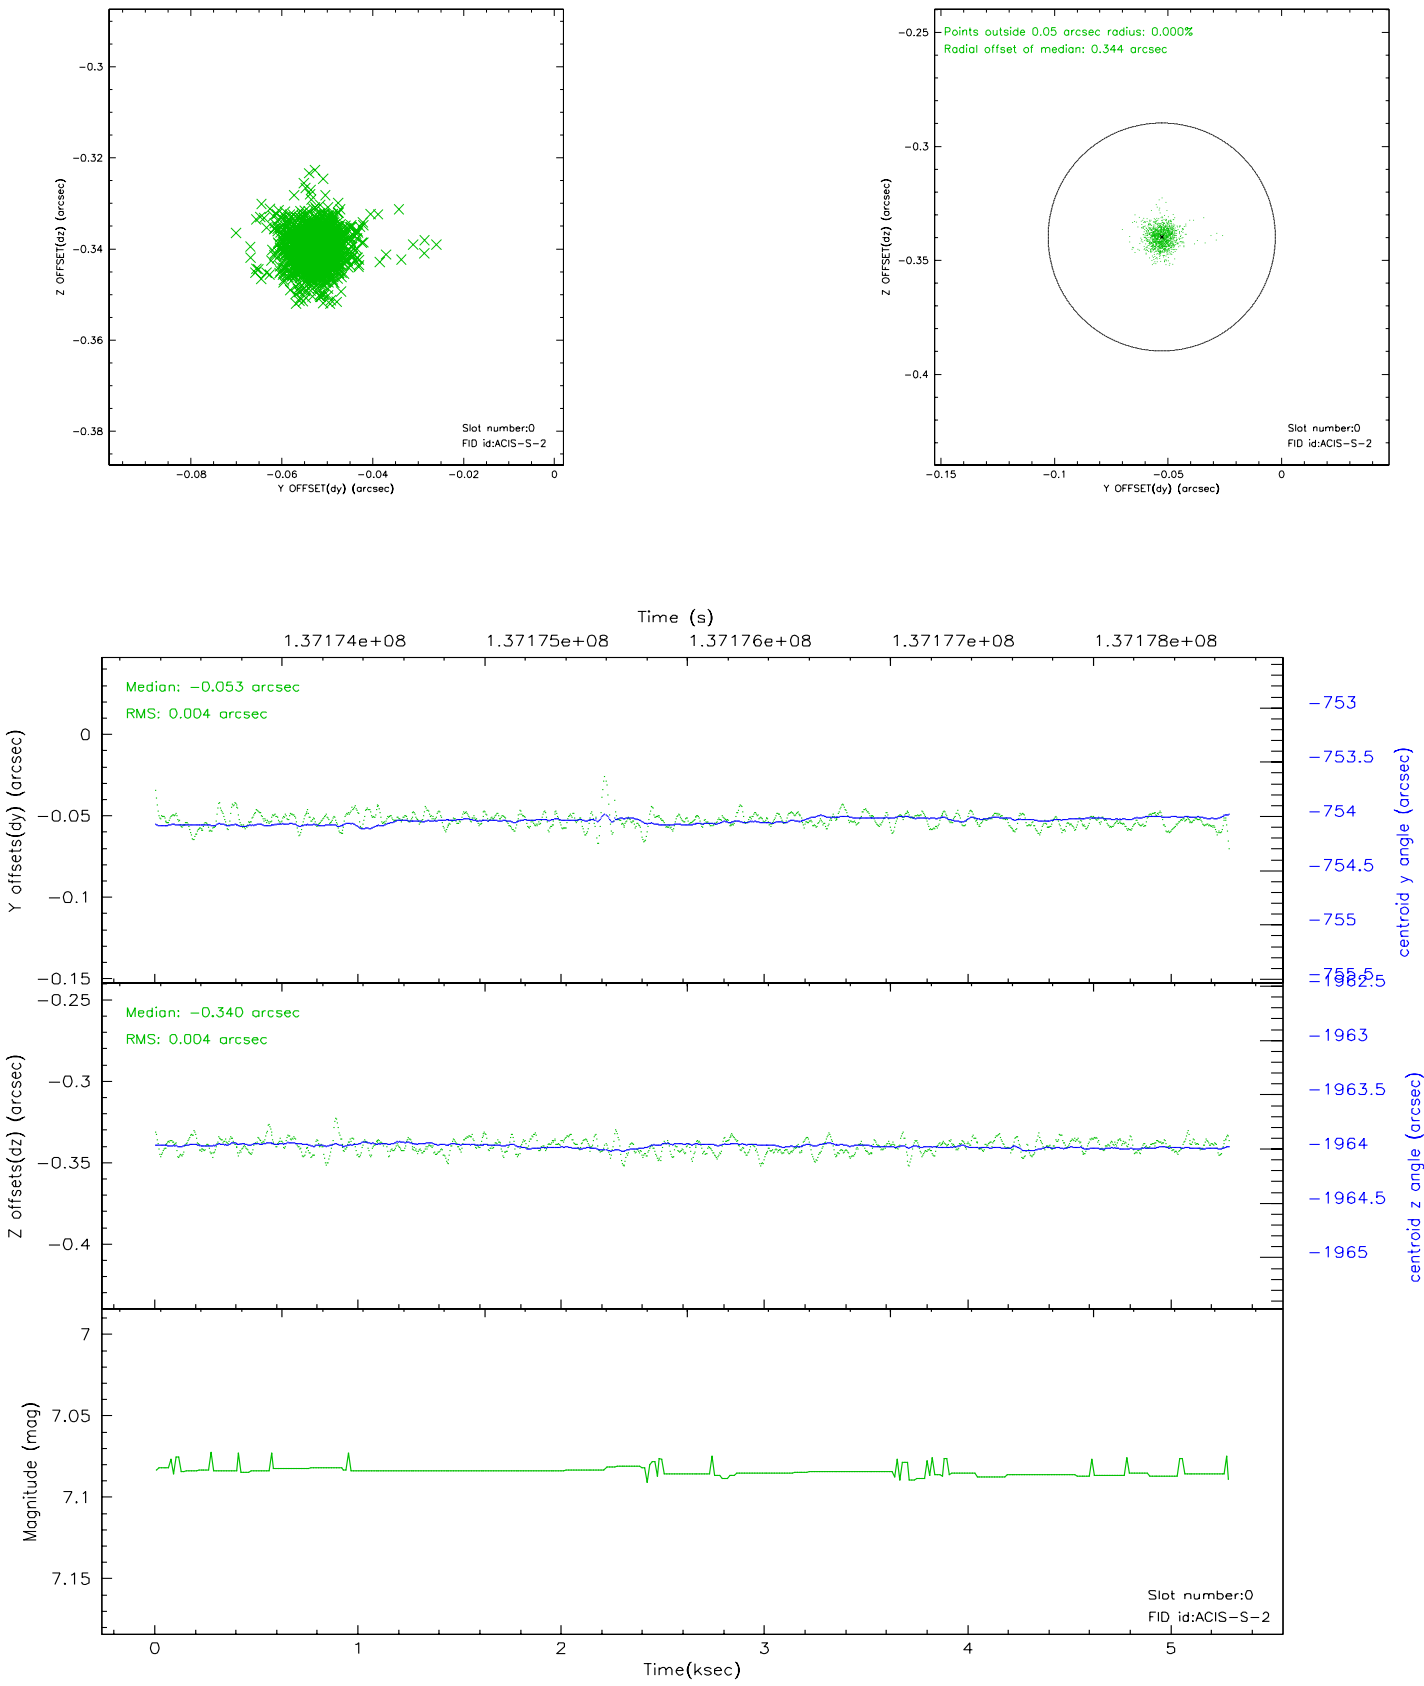 −0.3
−0.32
−0.34
−0.36
−0.38
Z OFFSET(dz) (arcsec)
Slot number:0
FID id:ACIS−S−2
−0.08
−0.06
−0.04
−0.02
0
Y OFFSET(dy) (arcsec)
Points outside 0.05 arcsec radius: 0.000%
Radial offset of median: 0.344 arcsec
−0.25
−0.3
−0.35
−0.4
Z OFFSET(dz) (arcsec)
Slot number:0
FID id:ACIS−S−2
−0.15
−0.1
−0.05
0
Y OFFSET(dy) (arcsec)
Time (s)
1.37174e+08
1.37175e+08
1.37176e+08
1.37177e+08
1.37178e+08
Median: −0.053 arcsec
RMS: 0.004 arcsec
0
−0.05
−0.1
−0.15
Y offsets(dy) (arcsec)
−753
−753.5
−754
−754.5
−755
−755.5
centroid y angle (arcsec)
Median: −0.340 arcsec
RMS: 0.004 arcsec
−0.25
−0.3
−0.35
−0.4
Z offsets(dz) (arcsec)
−1962.5
−1963
−1963.5
−1964
−1964.5
−1965
centroid z angle (arcsec)
7
7.05
7.1
7.15
Magnitude (mag)
Slot number:0
FID id:ACIS−S−2
0
1
2
3
4
5
Time(ksec)